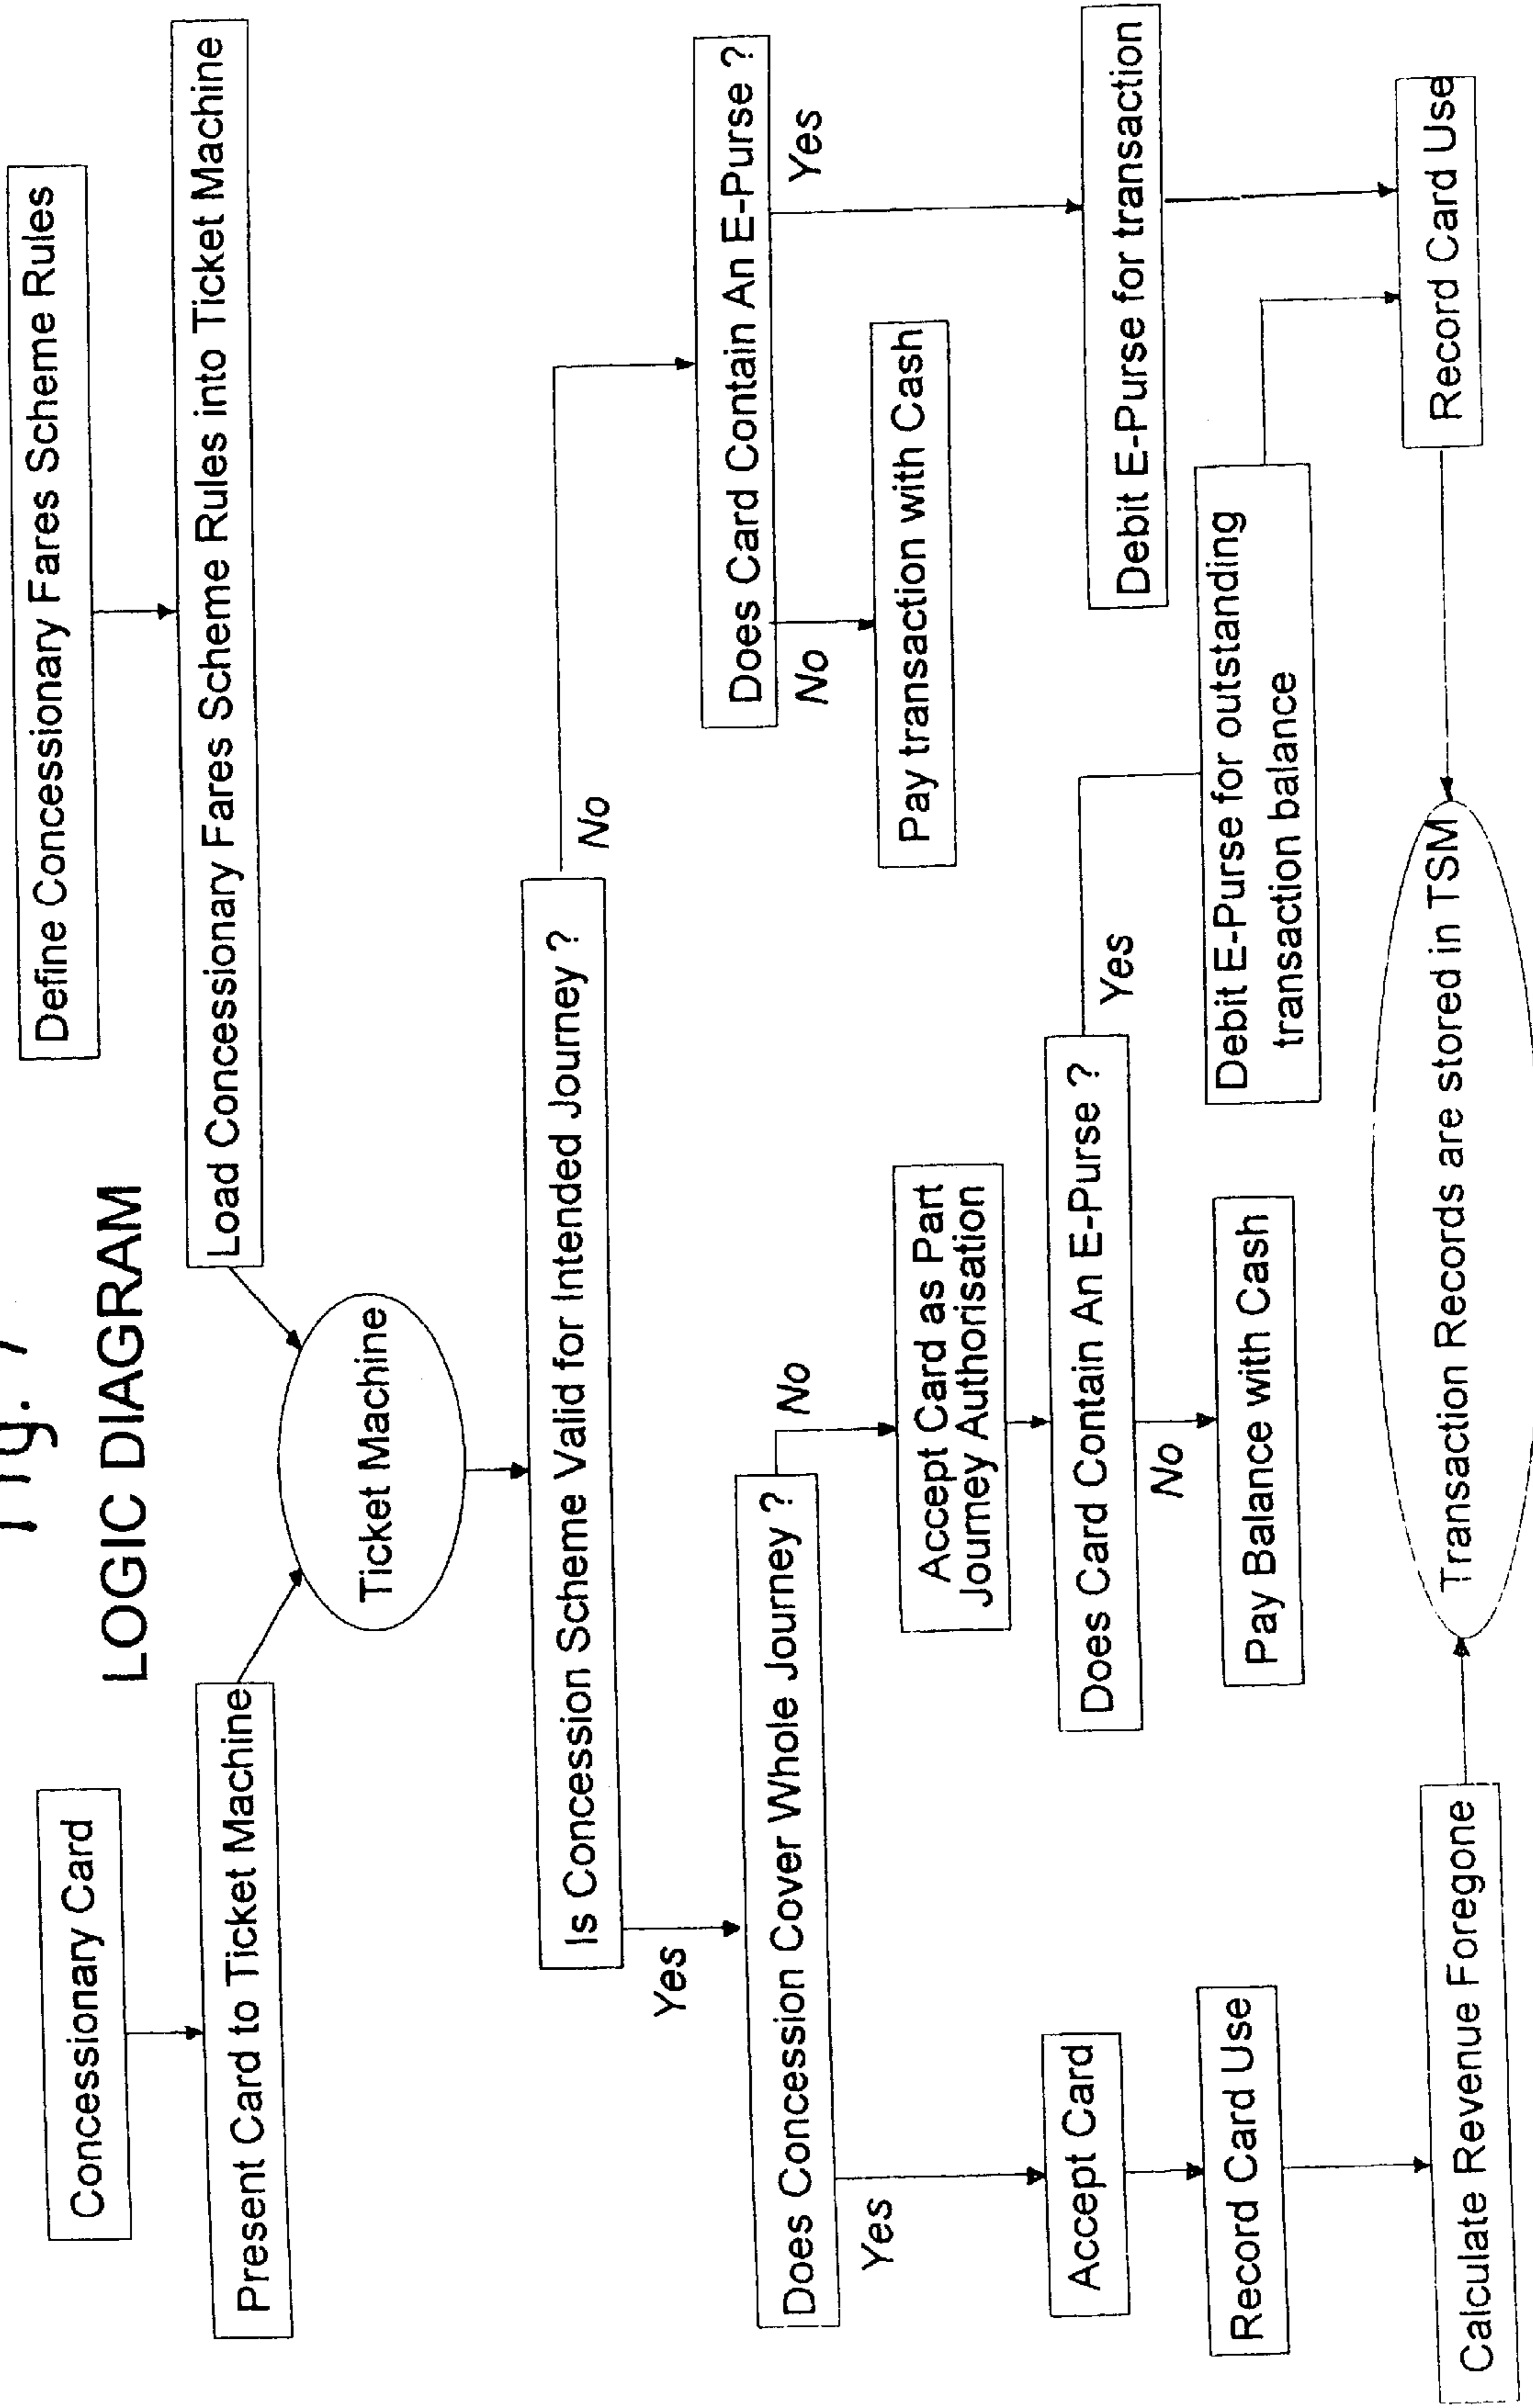 Fig. 7
LOGIC DIAGRAM
Concessionary Card
Define Concessionary Fares Scheme Rules
Present Card to Ticket Machine
Load Concessionary Fares Scheme Rules into Ticket Machine
Ticket Machine
Is Concession Scheme Valid for Intended Journey ?
Yes
No
Does Concession Cover Whole Journey ?
Does Card Contain An E-Purse ?
Yes
No
No
Yes
Accept Card as Part
Journey Authorisation
Pay transaction with Cash
Accept Card
Does Card Contain An E-Purse ?
Yes
No
Debit E-Purse for transaction
Record Card Use
Pay Balance with Cash
Debit E-Purse for outstanding
transaction balance
Calculate Revenue Foregone
Transaction Records are stored in TSM
Record Card Use